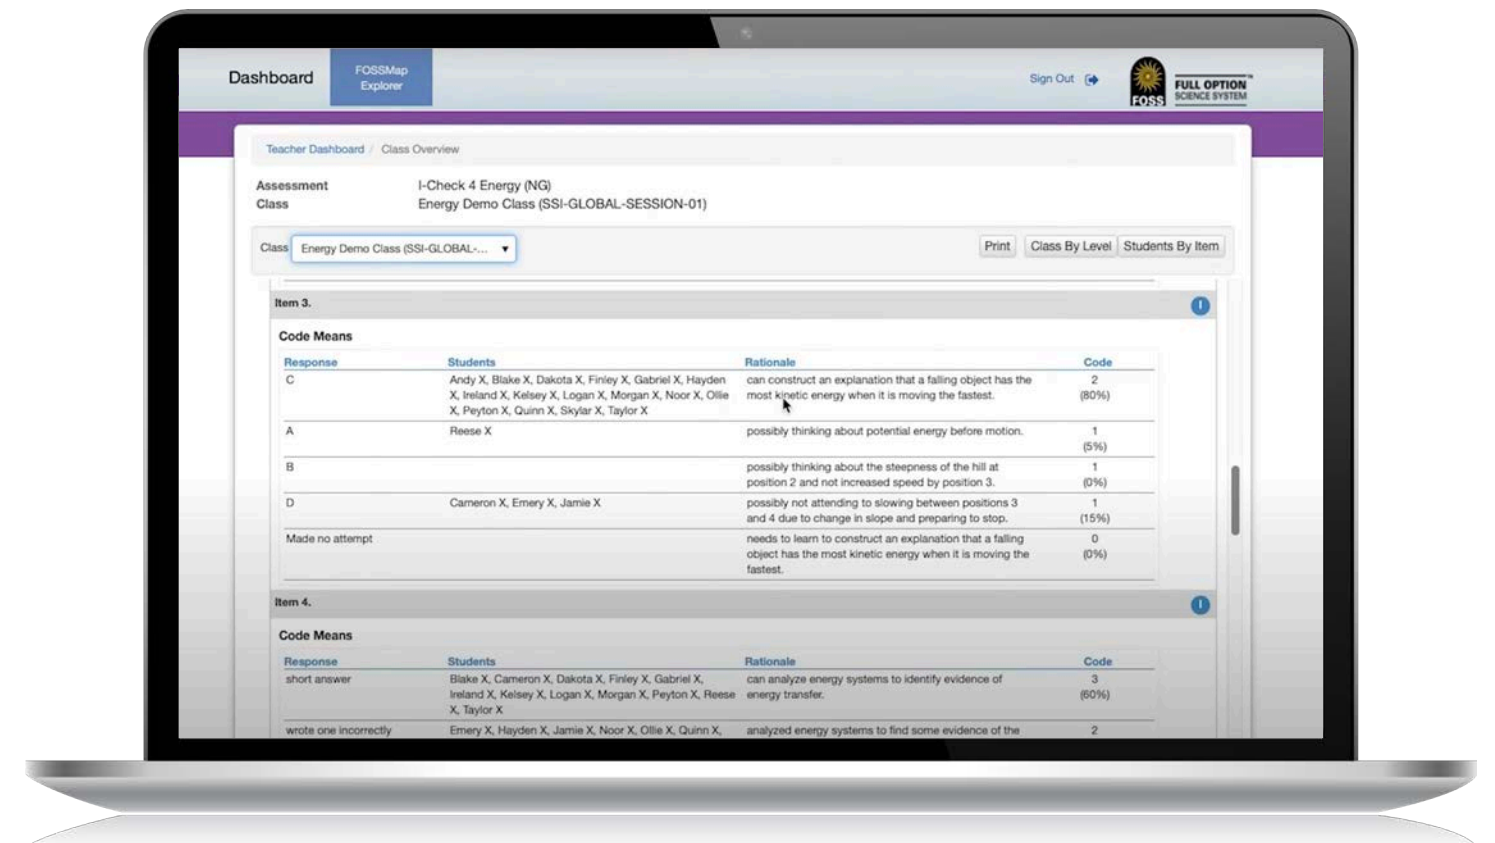 Dashboard
FOSSMap
Explorer
Sign Out
FOSS
FULL OPTION™
SCIENCE SYSTEM
Teacher Dashboard / Class Overview
Assessment I-Check 4 Energy (NG)
Class Energy Demo Class (SSI-GLOBAL-SESSION-01)
Class Energy Demo Class (SSI-GLOBAL-... Print Class By Level Students By Item
Item 3.
Code Means
Response Students Rationale Code
C Andy X, Blake X, Dakota X, Finley X, Gabriel X, Hayden can construct an explanation that a falling object has the 2
X, Ireland X, Kelsey X, Logan X, Morgan X, Noor X, Ollie most kinetic energy when it is moving the fastest. (80%)
X, Peyton X, Quinn X, Skylar X, Taylor X
A Reese X possibly thinking about potential energy before motion. 1
(5%)
B possibly thinking about the steepness of the hill at 1
position 2 and not increased speed by position 3. (0%)
D Cameron X, Emery X, Jamie X possibly not attending to slowing between positions 3 1
and 4 due to change in slope and preparing to stop. (15%)
Made no attempt needs to learn to construct an explanation that a falling 0
object has the most kinetic energy when it is moving the (0%)
fastest.
Item 4.
Code Means
Response Students Rationale Code
short answer Blake X, Cameron X, Dakota X, Finley X, Gabriel X, can analyze energy systems to identify evidence of 3
Ireland X, Kelsey X, Logan X, Morgan X, Peyton X, Reese energy transfer. (60%)
X, Taylor X
wrote one incorrectly Emery X, Hayden X, Jamie X, Noor X, Ollie X, Quinn X, analyzed energy systems to find some evidence of the 2